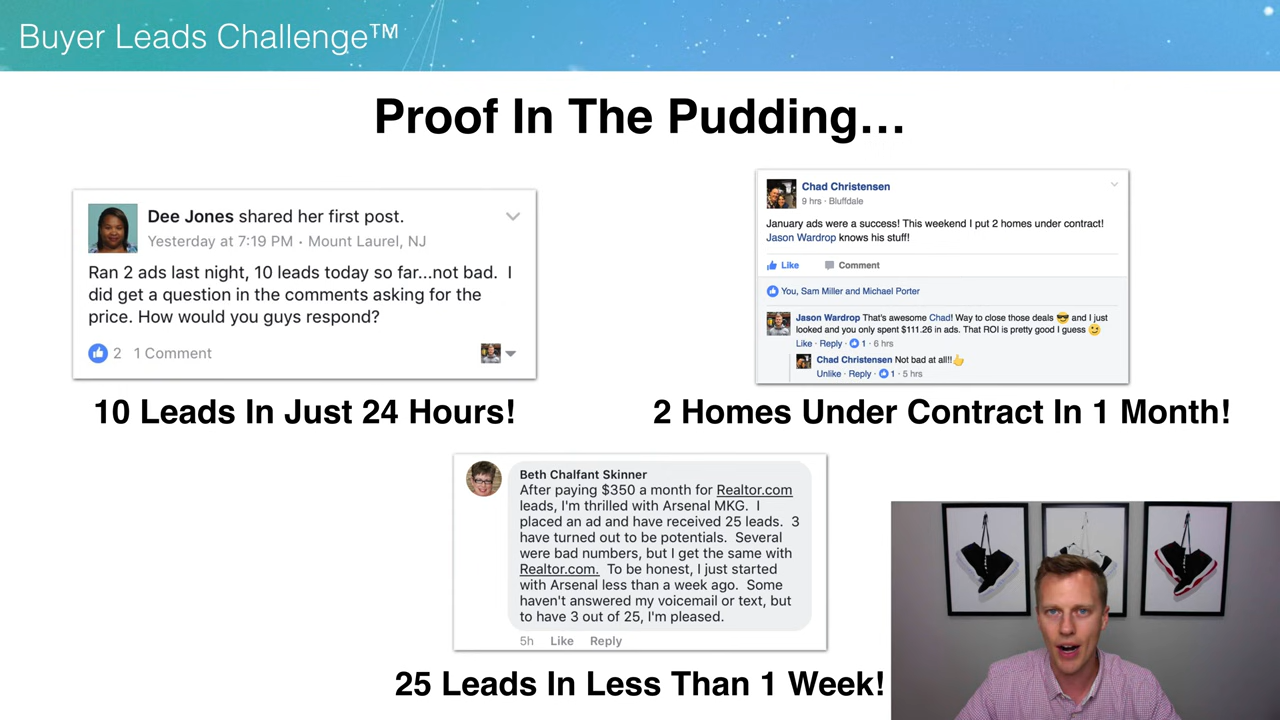 Buyer Leads Challenge™
Proof In The Pudding...
Dee Jones shared her first post.
Yesterday at 7:19 PM · Mount Laurel, NJ
Ran 2 ads last night, 10 leads today so far...not bad. I
did get a question in the comments asking for the
price. How would you guys respond?
2 1 Comment
10 Leads In Just 24 Hours!
Chad Christensen
9 hrs · Bluffdale
January ads were a success! This weekend I put 2 homes under contract!
Jason Wardrop knows his stuff!
Like Comment
You, Sam Miller and Michael Porter
Jason Wardrop That's awesome Chad! Way to close those deals 😎 and I just
looked and you only spent $111.26 in ads. That ROI is pretty good I guess 😉
Like · Reply · 1 · 6 hrs
Chad Christensen Not bad at all!! 👍
Unlike · Reply · 1 · 5 hrs
2 Homes Under Contract In 1 Month!
Beth Chalfant Skinner
After paying $350 a month for Realtor.com
leads, I'm thrilled with Arsenal MKG. I
placed an ad and have received 25 leads. 3
have turned out to be potentials. Several
were bad numbers, but I get the same with
Realtor.com. To be honest, I just started
with Arsenal less than a week ago. Some
haven't answered my voicemail or text, but
to have 3 out of 25, I'm pleased.
5h Like Reply
25 Leads In Less Than 1 Week!